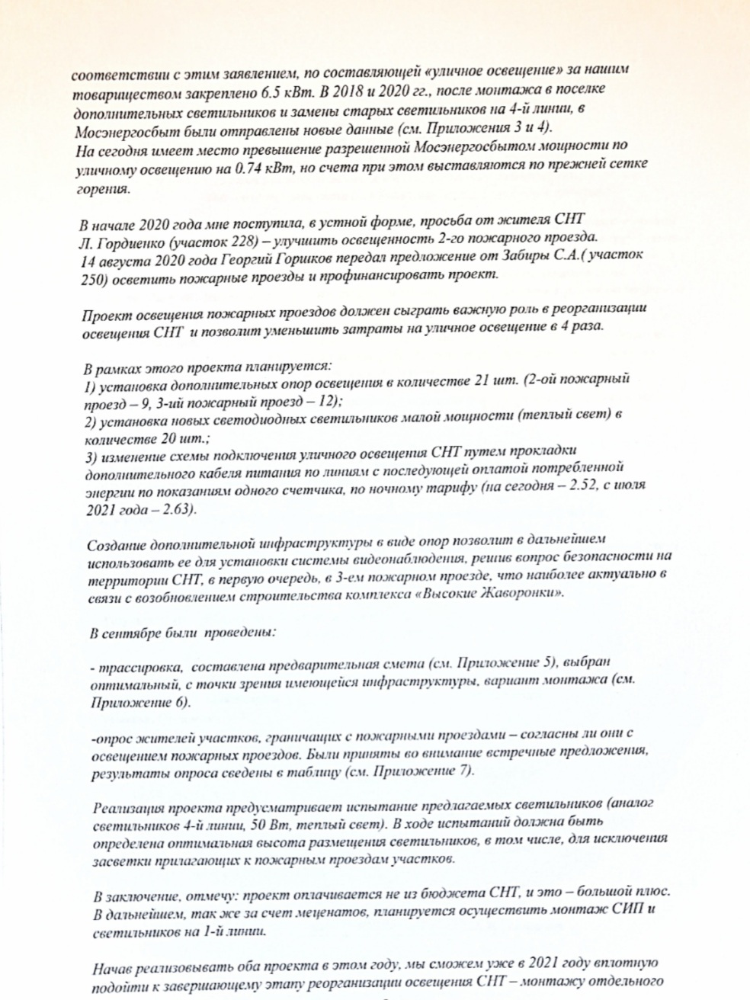 соответствии с этим заявлением, по составляющей «уличное освещение» за нашим
товариществом закреплено 6.5 кВт. В 2018 и 2020 гг., после монтажа в поселке
дополнительных светильников и замены старых светильников на 4-й линии, в
Мосэнергосбыт были отправлены новые данные (см. Приложения 3 и 4).
На сегодня имеет место превышение разрешенной Мосэнергосбытом мощности по
уличному освещению на 0.74 кВт, но счета при этом выставляются по прежней сетке
горения.
В начале 2020 года мне поступила, в устной форме, просьба от жителя СНТ
Л. Гордиенко (участок 228) – улучшить освещенность 2-го пожарного проезда.
14 августа 2020 года Георгий Горшков передал предложение от Забиры С.А.( участок
250) осветить пожарные проезды и профинансировать проект.
Проект освещения пожарных проездов должен сыграть важную роль в реорганизации
освещения СНТ и позволит уменьшить затраты на уличное освещение в 4 раза.
В рамках этого проекта планируется:
1) установка дополнительных опор освещения в количестве 21 шт. (2-ой пожарный
проезд – 9, 3-ий пожарный проезд – 12);
2) установка новых светодиодных светильников малой мощности (теплый свет) в
количестве 20 шт.;
3) изменение схемы подключения уличного освещения СНТ путем прокладки
дополнительного кабеля питания по линиям с последующей оплатой потребленной
энергии по показаниям одного счетчика, по ночному тарифу (на сегодня – 2.52, с июля
2021 года – 2.63).
Создание дополнительной инфраструктуры в виде опор позволит в дальнейшем
использовать ее для установки системы видеонаблюдения, решив вопрос безопасности на
территории СНТ, в первую очередь, в 3-ем пожарном проезде, что наиболее актуально в
связи с возобновлением строительства комплекса «Высокие Жаворонки».
В сентябре были проведены:
- трассировка, составлена предварительная смета (см. Приложение 5), выбран
оптимальный, с точки зрения имеющейся инфраструктуры, вариант монтажа (см.
Приложение 6).
-опрос жителей участков, граничащих с пожарными проездами – согласны ли они с
освещением пожарных проездов. Были приняты во внимание встречные предложения,
результаты опроса сведены в таблицу (см. Приложение 7).
Реализация проекта предусматривает испытание предлагаемых светильников (аналог
светильников 4-й линии, 50 Вт, теплый свет). В ходе испытаний должна быть
определена оптимальная высота размещения светильников, в том числе, для исключения
засветки прилагающих к пожарным проездам участков.
В заключение, отмечу: проект оплачивается не из бюджета СНТ, и это – большой плюс.
В дальнейшем, так же за счет меценатов, планируется осуществить монтаж СИП и
светильников на 1-й линии.
Начав реализовывать оба проекта в этом году, мы сможем уже в 2021 году вплотную
подойти к завершающему этапу реорганизации освещения СНТ – монтажу отдельного